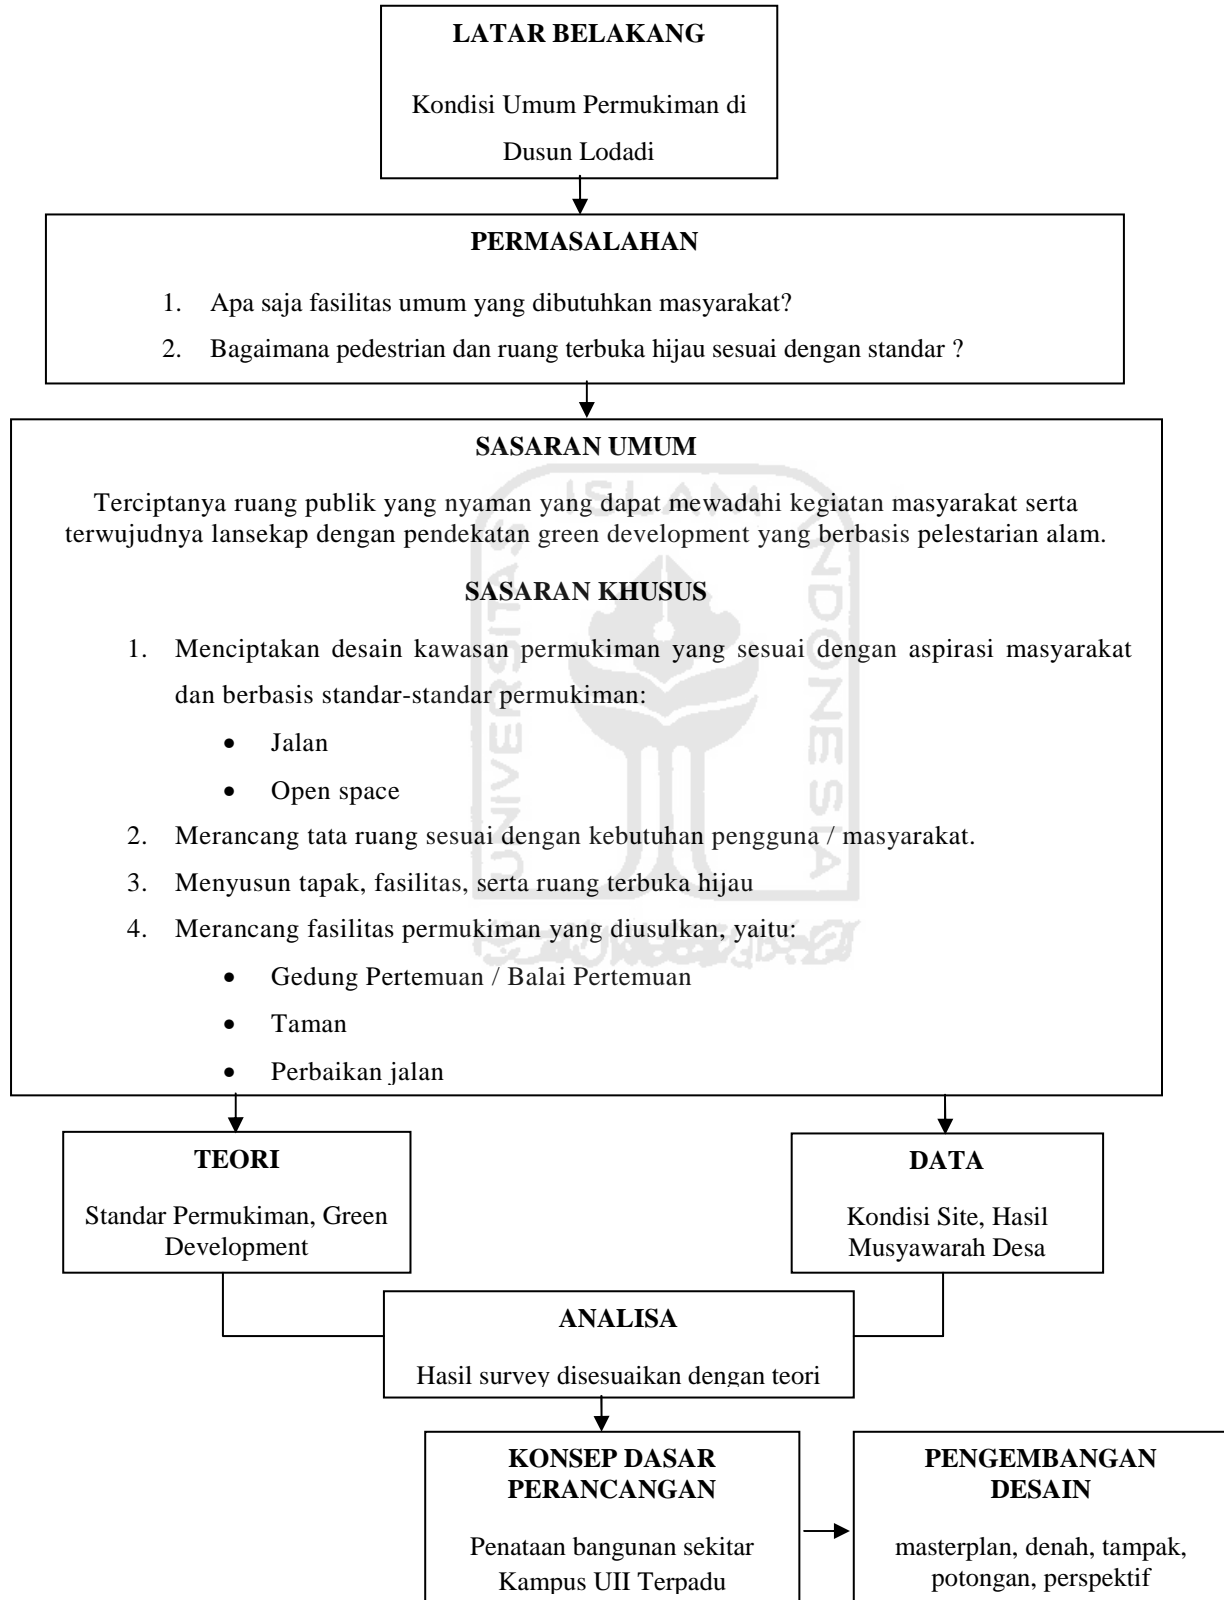 LATAR BELAKANG
Kondisi Umum Permukiman di
Dusun Lodadi
PERMASALAHAN
1. Apa saja fasilitas umum yang dibutuhkan masyarakat?
2. Bagaimana pedestrian dan ruang terbuka hijau sesuai dengan standar ?
SASARAN UMUM
Terciptanya ruang publik yang nyaman yang dapat mewadahi kegiatan masyarakat serta
terwujudnya lansekap dengan pendekatan green development yang berbasis pelestarian alam.
SASARAN KHUSUS
1. Menciptakan desain kawasan permukiman yang sesuai dengan aspirasi masyarakat
dan berbasis standar-standar permukiman:
• Jalan
• Open space
2. Merancang tata ruang sesuai dengan kebutuhan pengguna / masyarakat.
3. Menyusun tapak, fasilitas, serta ruang terbuka hijau
4. Merancang fasilitas permukiman yang diusulkan, yaitu:
• Gedung Pertemuan / Balai Pertemuan
• Taman
• Perbaikan jalan
UNIVERSITAS
ISLAM
INDONESIA
TEORI
Standar Permukiman, Green
Development
DATA
Kondisi Site, Hasil
Musyawarah Desa
ANALISA
Hasil survey disesuaikan dengan teori
KONSEP DASAR
PERANCANGAN
Penataan bangunan sekitar
Kampus UII Terpadu
PENGEMBANGAN
DESAIN
masterplan, denah, tampak,
potongan, perspektif